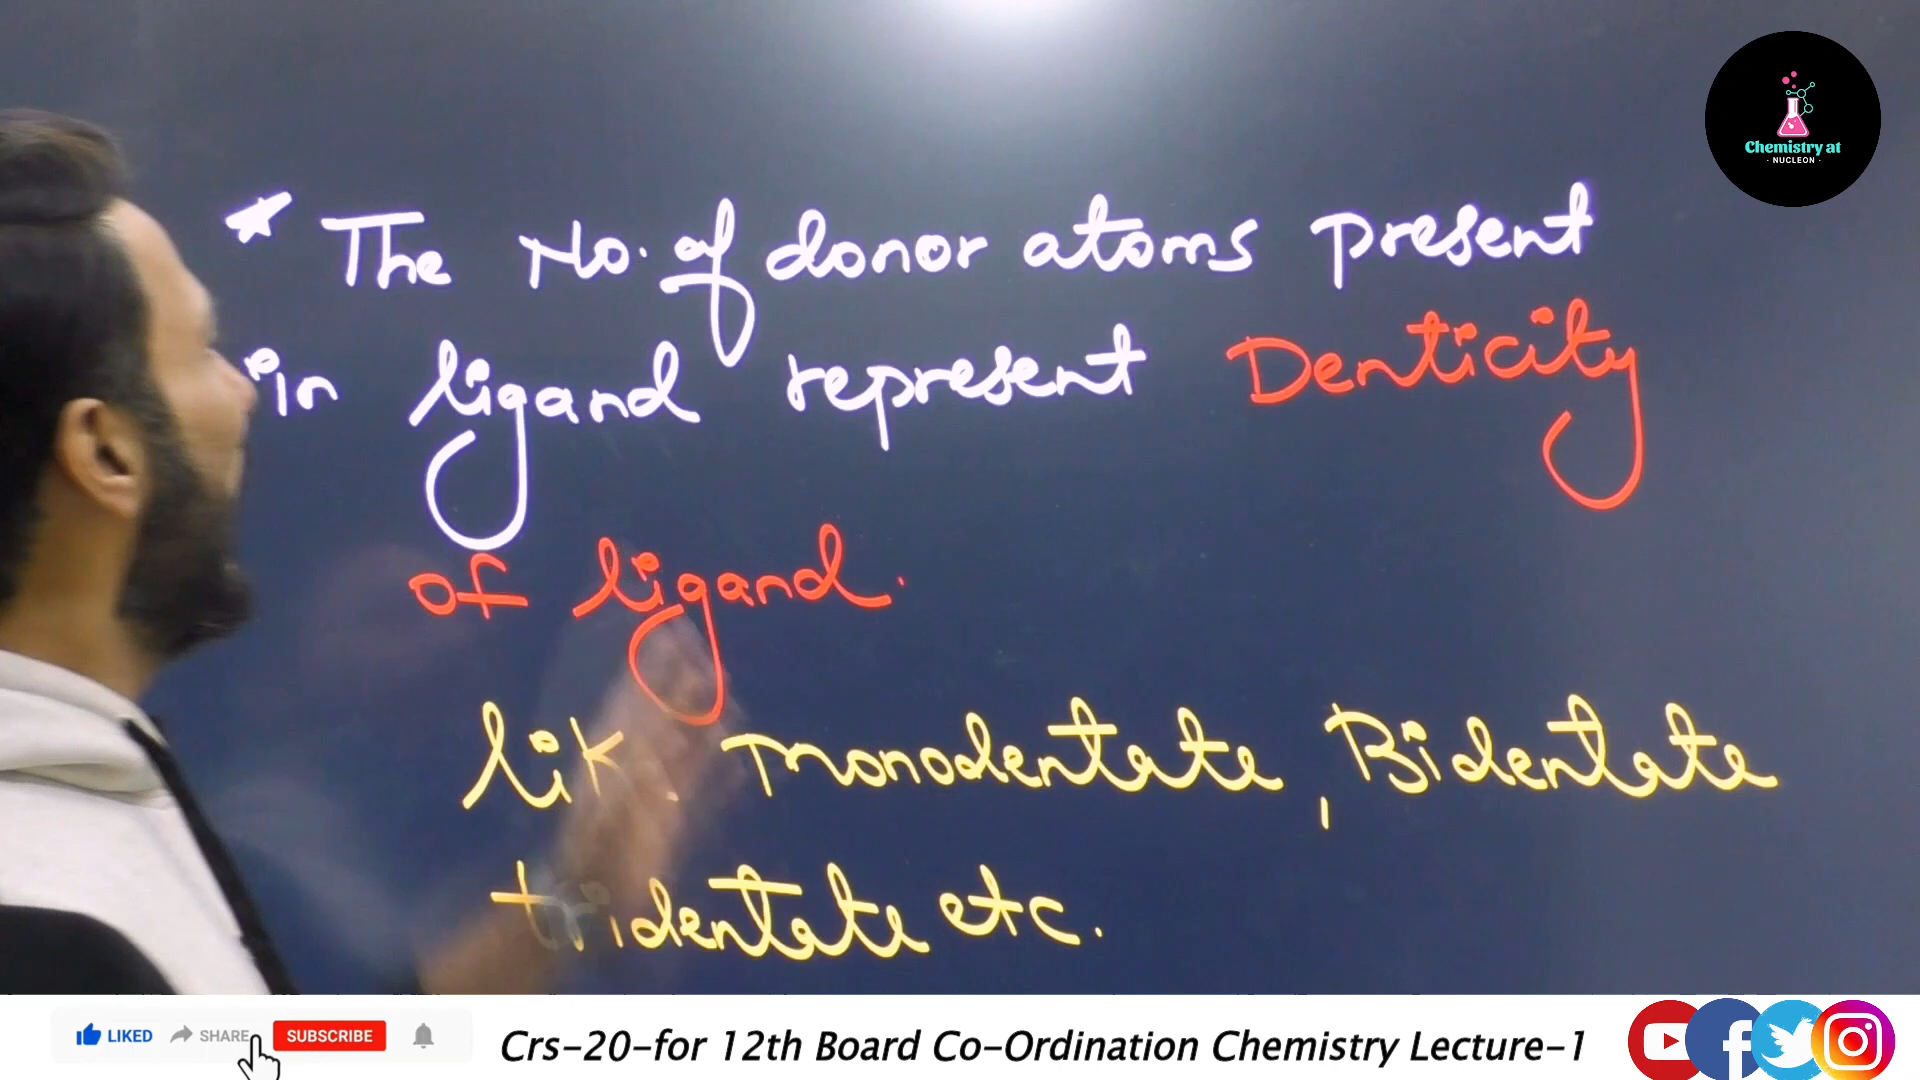 Chemistry at
· NUCLEON ·
* The No. of donor atoms present
in ligand represent Denticity
of ligand.
lik. monodentate, Bidentate
tridentate etc.
LIKED SHARE SUBSCRIBE
Crs-20-for 12th Board Co-Ordination Chemistry Lecture-1